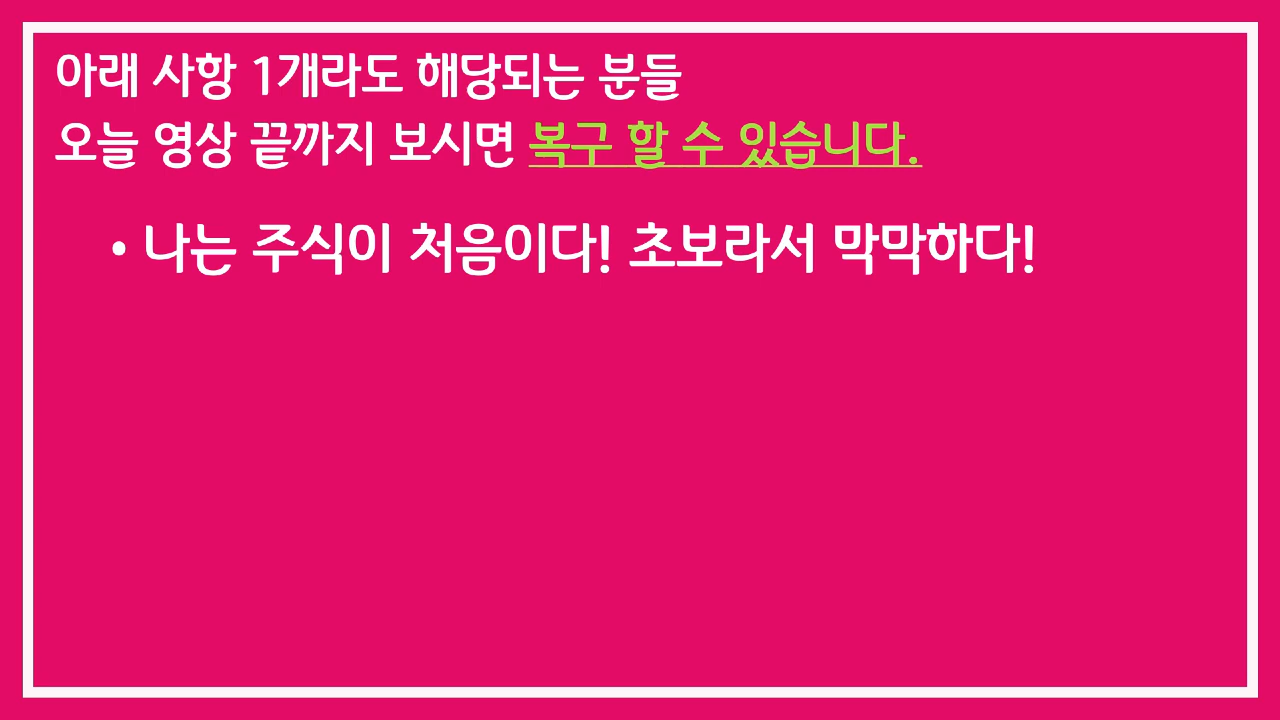 아래 사항 1개라도 해당되는 분들
오늘 영상 끝까지 보시면 복구 할 수 있습니다.
• 나는 주식이 처음이다! 초보라서 막막하다!